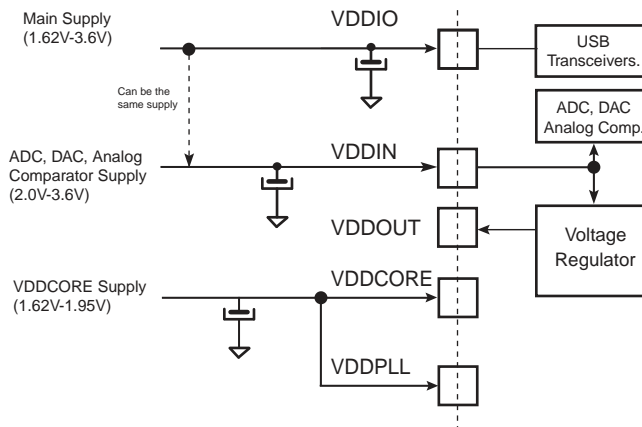 Main Supply
(1.62V-3.6V)
VDDIO
USB
Transceivers.
Can be the
same supply
ADC, DAC
Analog Comp.
ADC, DAC, Analog
Comparator Supply
(2.0V-3.6V)
VDDIN
VDDOUT
Voltage
Regulator
VDDCORE Supply
(1.62V-1.95V)
VDDCORE
VDDPLL